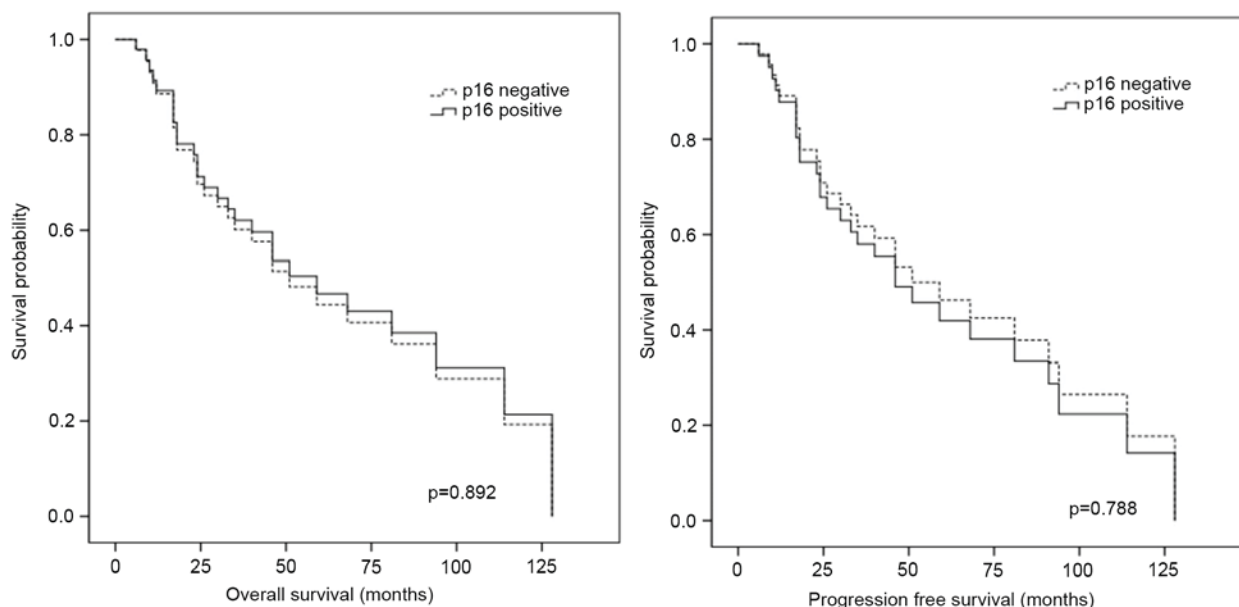 1.0
0.8
0.6
0.4
0.2
0.0
Survival probability
p16 negative
p16 positive
p=0.892
0 25 50 75 100 125
Overall survival (months)
1.0
0.8
0.6
0.4
0.2
0.0
Survival probability
p16 negative
p16 positive
p=0.788
0 25 50 75 100 125
Progression free survival (months)